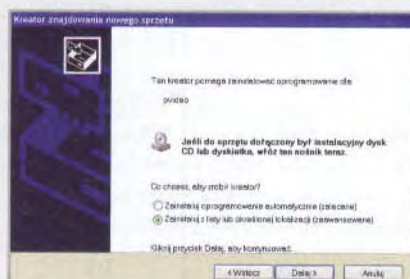 Kreator znajdowania nowego sprzętu
Ten kreator pomaga zainstalować oprogramowanie dla:
pvideo
Jeśli do sprzętu dołączony był instalacyjny dysk
CD lub dyskietka, włóż ten nośnik teraz.
Co chcesz, aby zrobił kreator?
Zainstaluj oprogramowanie automatycznie (zalecane)
Zainstaluj z listy lub określonej lokalizacji (zaawansowane)
Kliknij przycisk Dalej, aby kontynuować.
< Wstecz Dalej > Anuluj